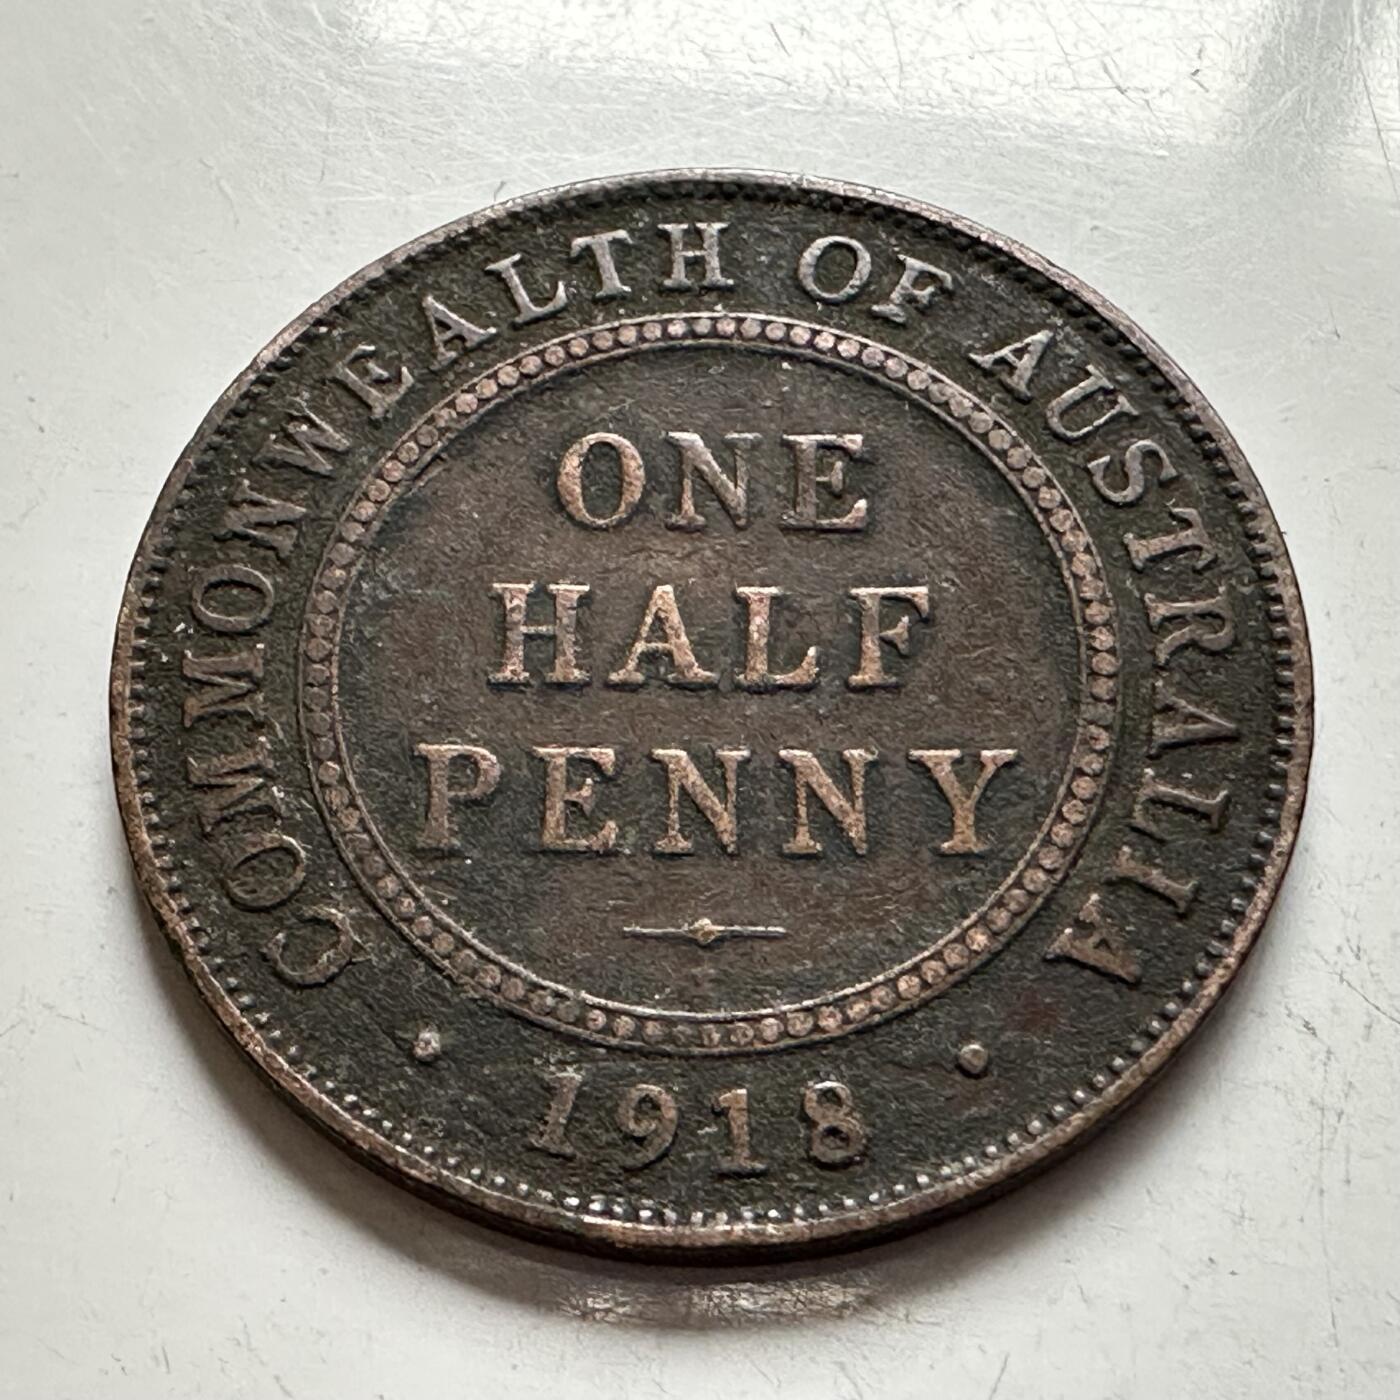 COMMONWEALTH OF AUSTRALIA
ONE
HALF
PENNY
1918